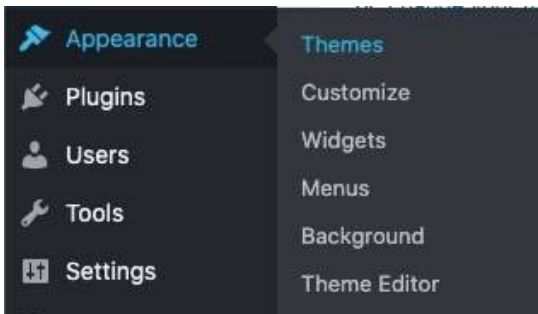 Appearance
Plugins
Users
Tools
Settings
Themes
Customize
Widgets
Menus
Background
Theme Editor